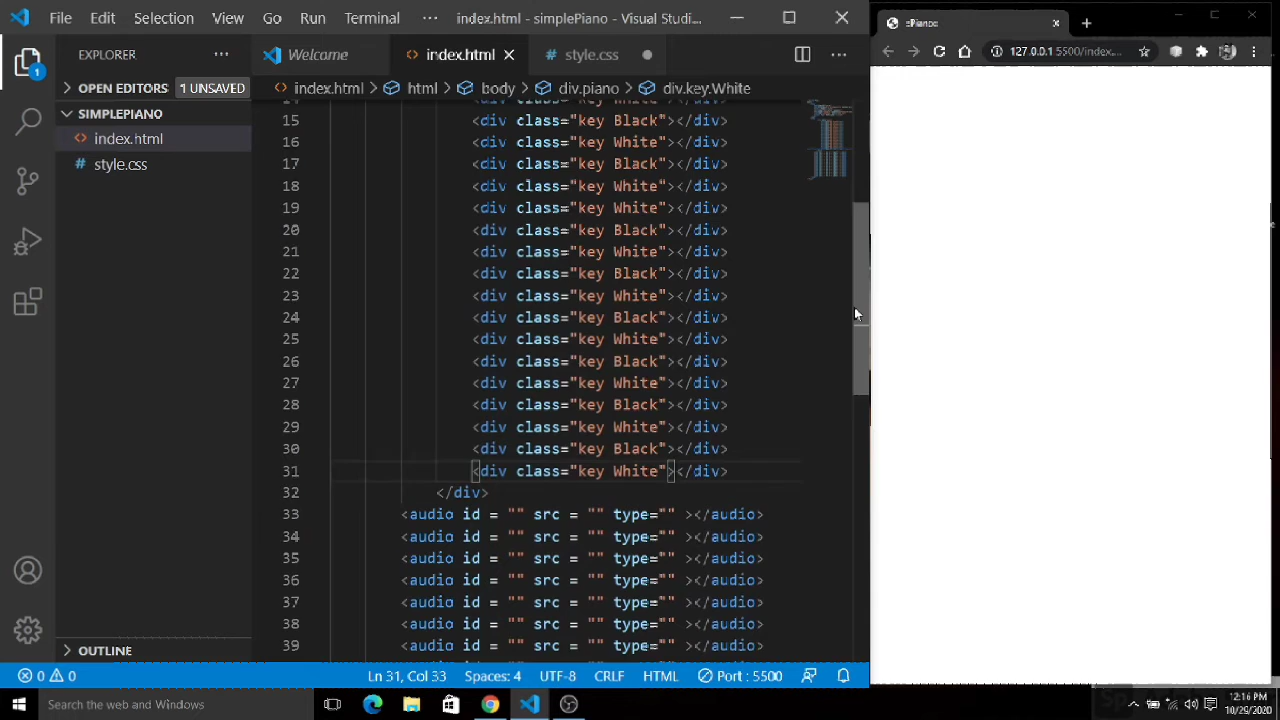 File Edit Selection View Go Run Terminal ··· index.html - simplePiano - Visual Studi...
EXPLORER ···
OPEN EDITORS 1 UNSAVED
SIMPLEPIANO
index.html
style.css
OUTLINE
1
Welcome
index.html
style.css
index.html > html > body > div.piano > div.key.White
15 <div class="key Black"></div>
16 <div class="key White"></div>
17 <div class="key Black"></div>
18 <div class="key White"></div>
19 <div class="key White"></div>
20 <div class="key Black"></div>
21 <div class="key White"></div>
22 <div class="key Black"></div>
23 <div class="key White"></div>
24 <div class="key Black"></div>
25 <div class="key White"></div>
26 <div class="key Black"></div>
27 <div class="key White"></div>
28 <div class="key Black"></div>
29 <div class="key White"></div>
30 <div class="key Black"></div>
31 <div class="key White"></div>
32 </div>
33 <audio id = "" src = "" type="" ></audio>
34 <audio id = "" src = "" type="" ></audio>
35 <audio id = "" src = "" type="" ></audio>
36 <audio id = "" src = "" type="" ></audio>
37 <audio id = "" src = "" type="" ></audio>
38 <audio id = "" src = "" type="" ></audio>
39 <audio id = "" src = "" type="" ></audio>
0 0 Ln 31, Col 33 Spaces: 4 UTF-8 CRLF HTML Port : 5500
127.0.0.1:5500/index...
Search the web and Windows
12:16 PM
10/29/2020